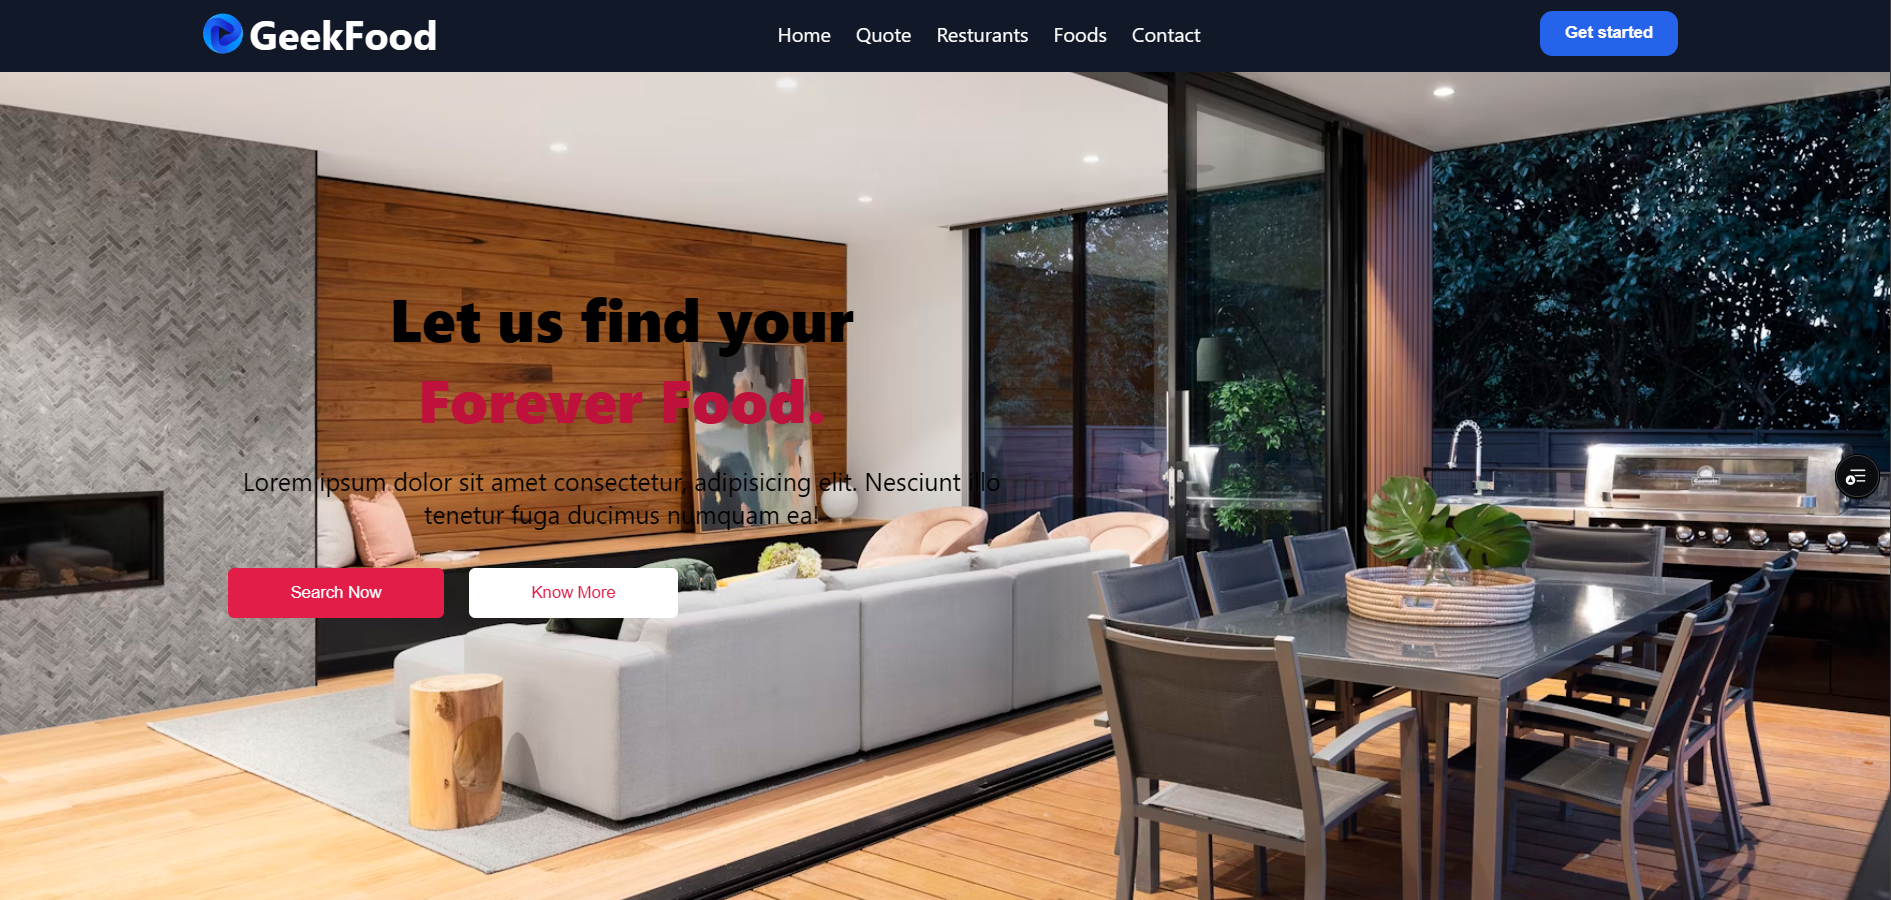 GeekFood
Home Quote Resturants Foods Contact
Get started
Let us find your
Forever Food.
Lorem ipsum dolor sit amet consectetur, adipisicing elit. Nesciunt illo
tenetur fuga ducimus numquam ea!
Search Now
Know More